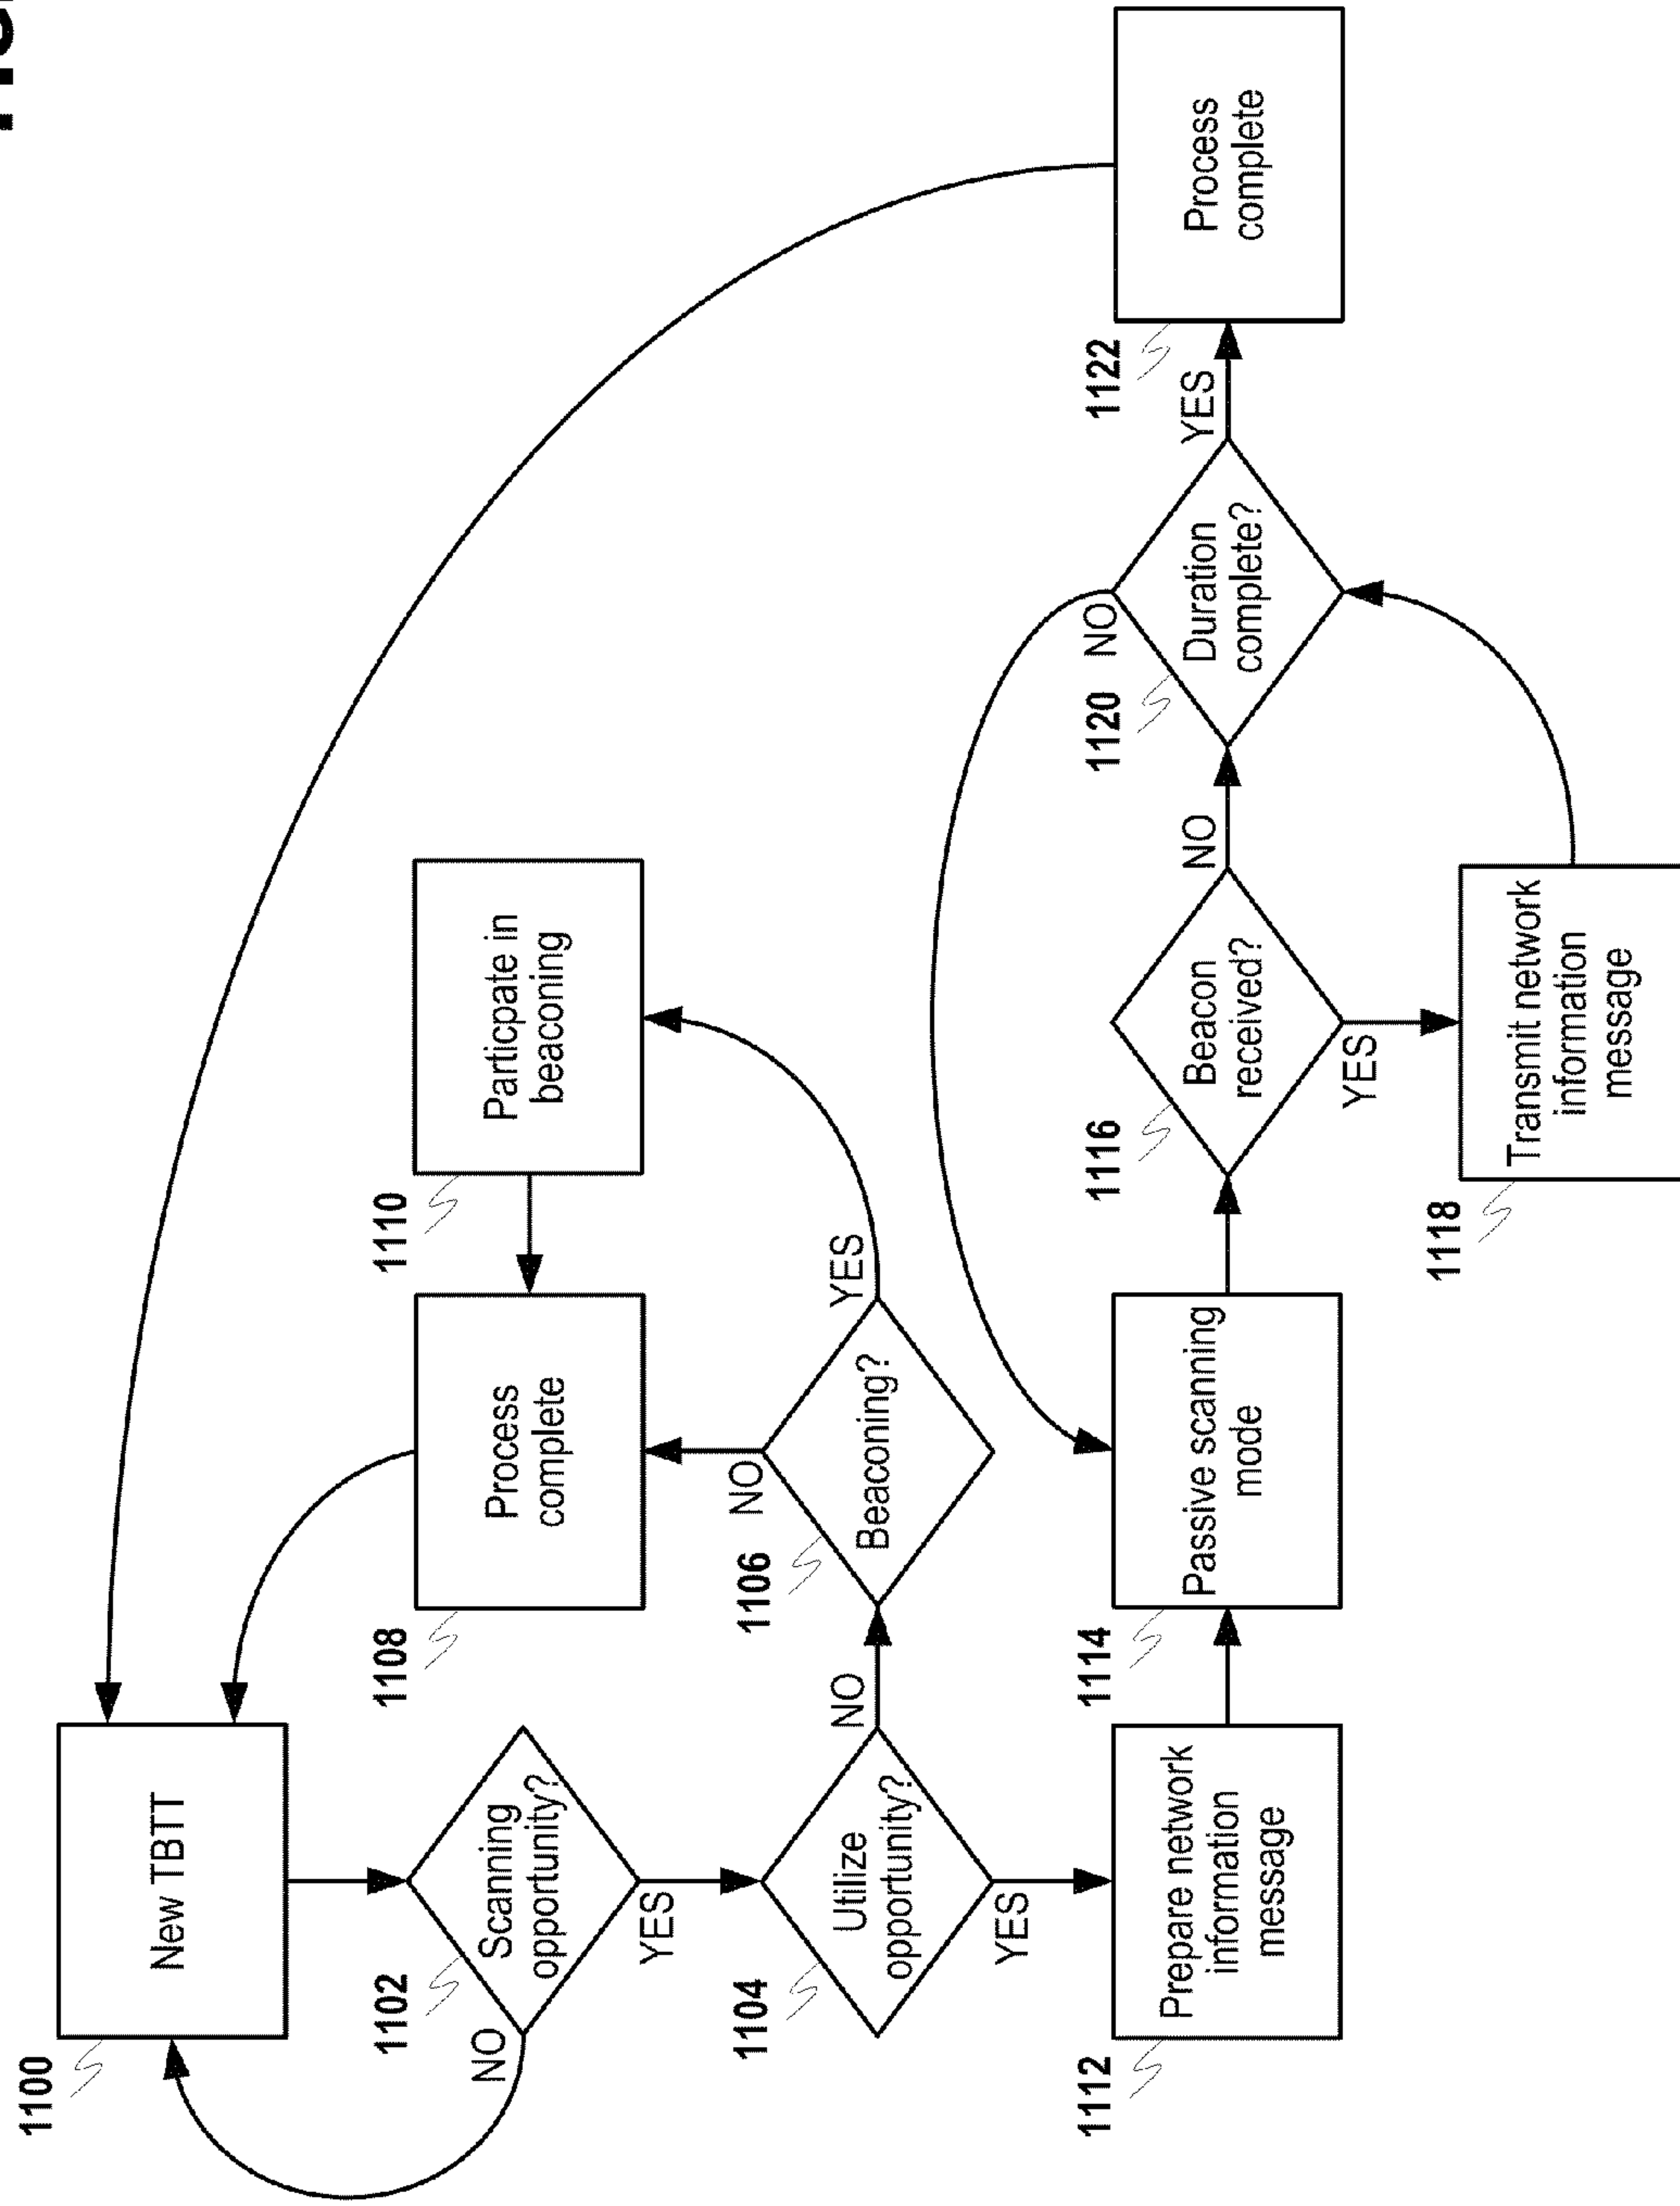 1100
New TBTT
1102
Scanning
opportunity?
NO
YES
1104
Utilize
opportunity?
NO
YES
1106
Beaconing?
NO
YES
1108
Process
complete
1110
Particpate in
beaconing
1112
Prepare network
information
message
1114
Passive scanning
mode
1116
Beacon
received?
NO
YES
1118
Transmit network
information
message
1120
Duration
complete?
NO
YES
1122
Process
complete